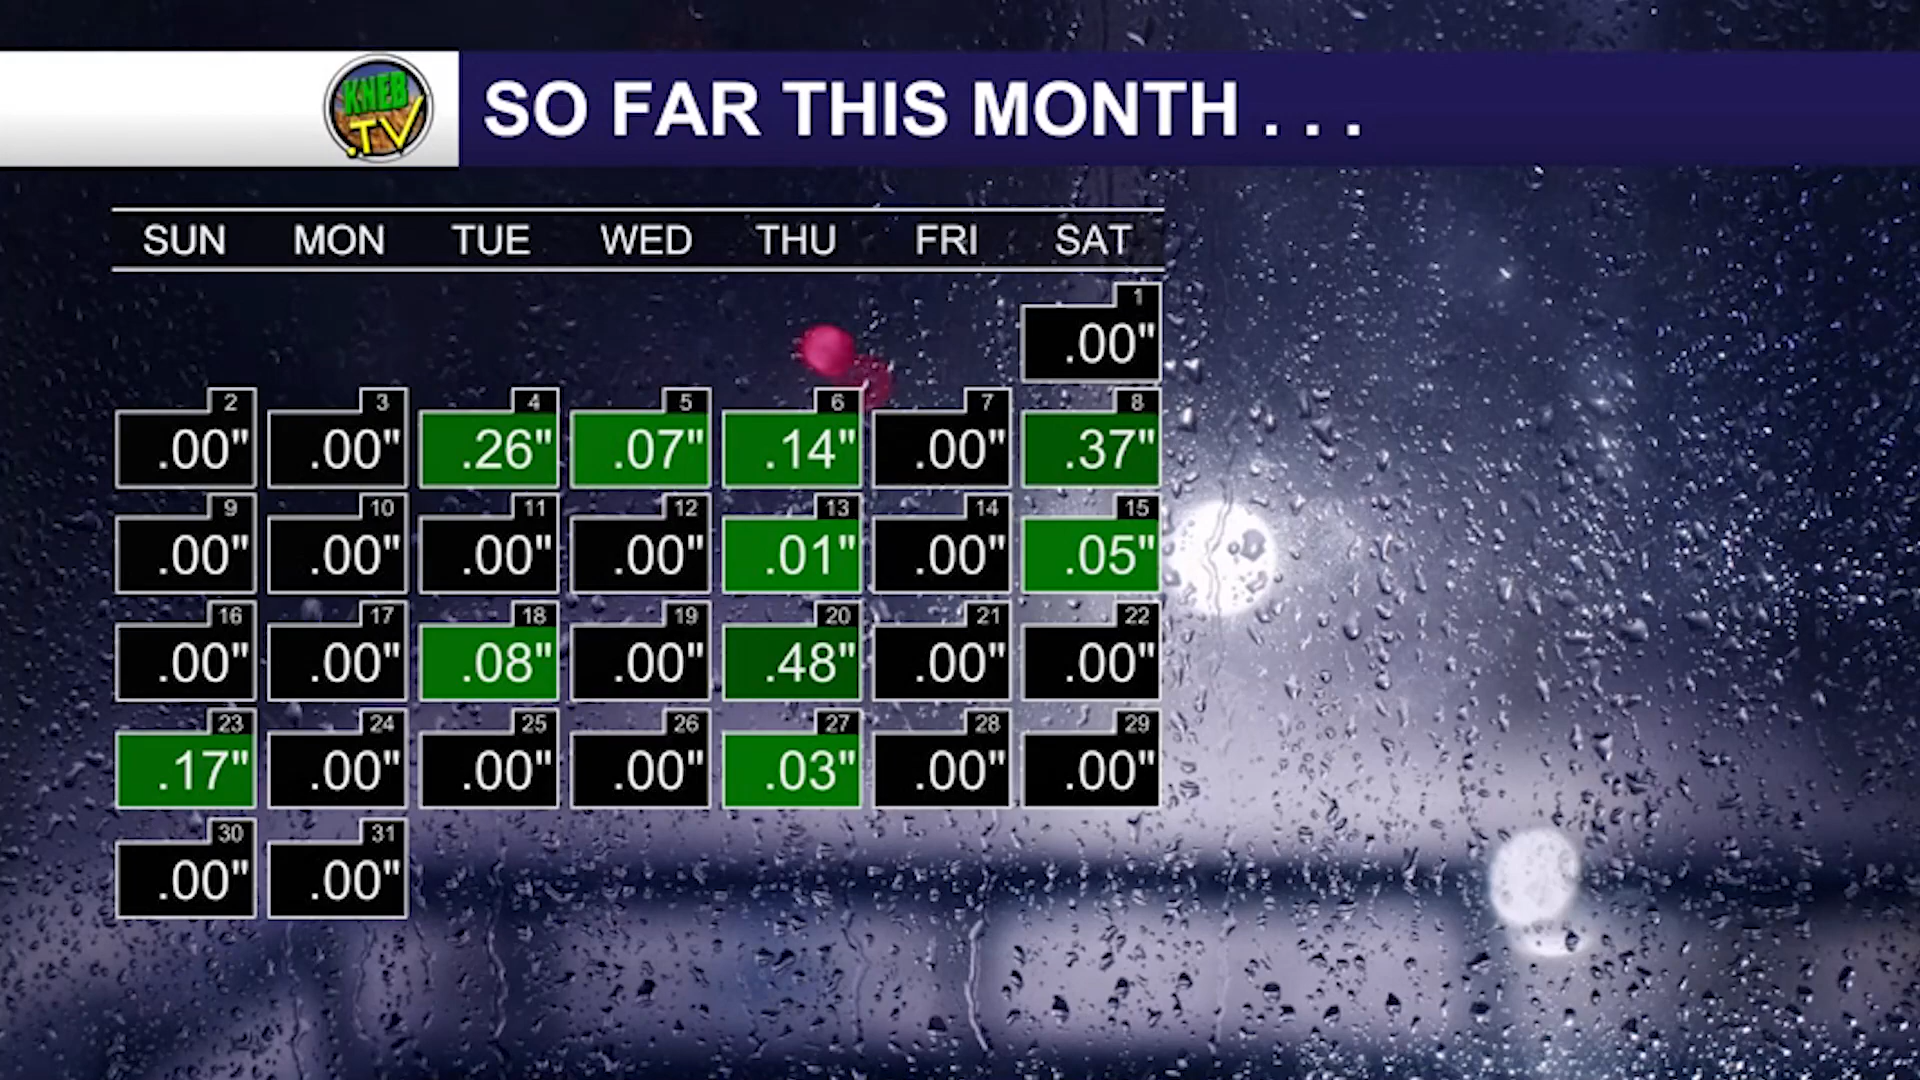 KNEB
.TV
SO FAR THIS MONTH . . .
SUN MON TUE WED THU FRI SAT
1
.00"
2 3 4 5 6 7 8
.00" .00" .26" .07" .14" .00" .37"
9 10 11 12 13 14 15
.00" .00" .00" .00" .01" .00" .05"
16 17 18 19 20 21 22
.00" .00" .08" .00" .48" .00" .00"
23 24 25 26 27 28 29
.17" .00" .00" .00" .03" .00" .00"
30 31
.00" .00"